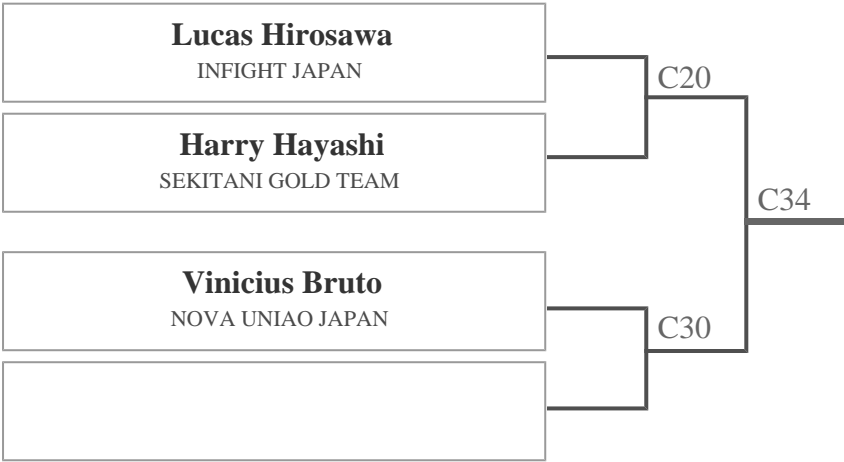 Lucas Hirosawa
INFIGHT JAPAN
C20
Harry Hayashi
SEKITANI GOLD TEAM
C34
Vinicius Bruto
NOVA UNIAO JAPAN
C30